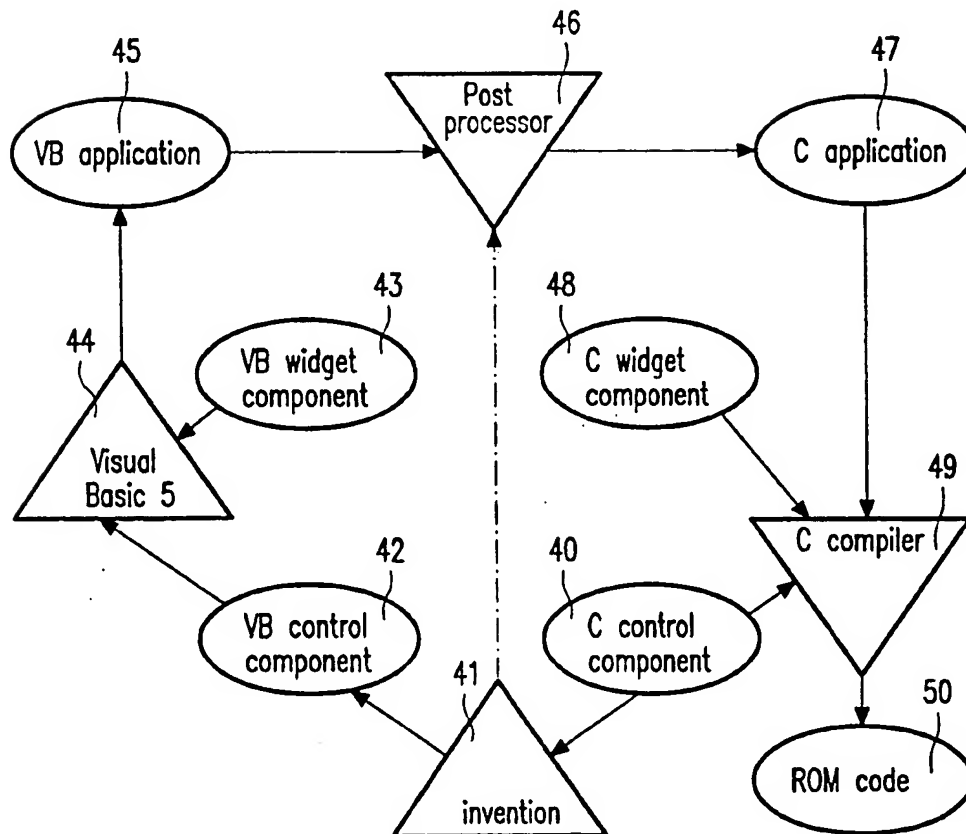 46
45
47
Post
processor
VB application
C application
43
48
44
VB widget
component
C widget
component
Visual
Basic 5
49
C compiler
42
40
VB control
component
C control
component
41
50
invention
ROM code